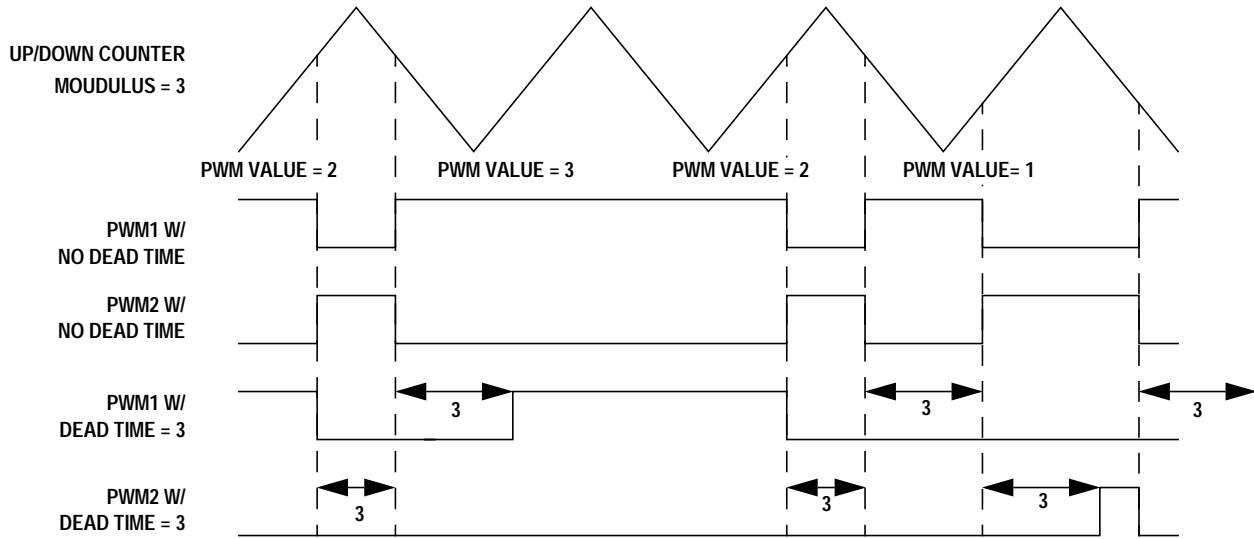 UP/DOWN COUNTER
MOUDULUS = 3
PWM VALUE = 2
PWM VALUE = 3
PWM VALUE = 2
PWM VALUE= 1
PWM1 W/
NO DEAD TIME
PWM2 W/
NO DEAD TIME
PWM1 W/
DEAD TIME = 3
3
3
3
PWM2 W/
DEAD TIME = 3
3
3
3